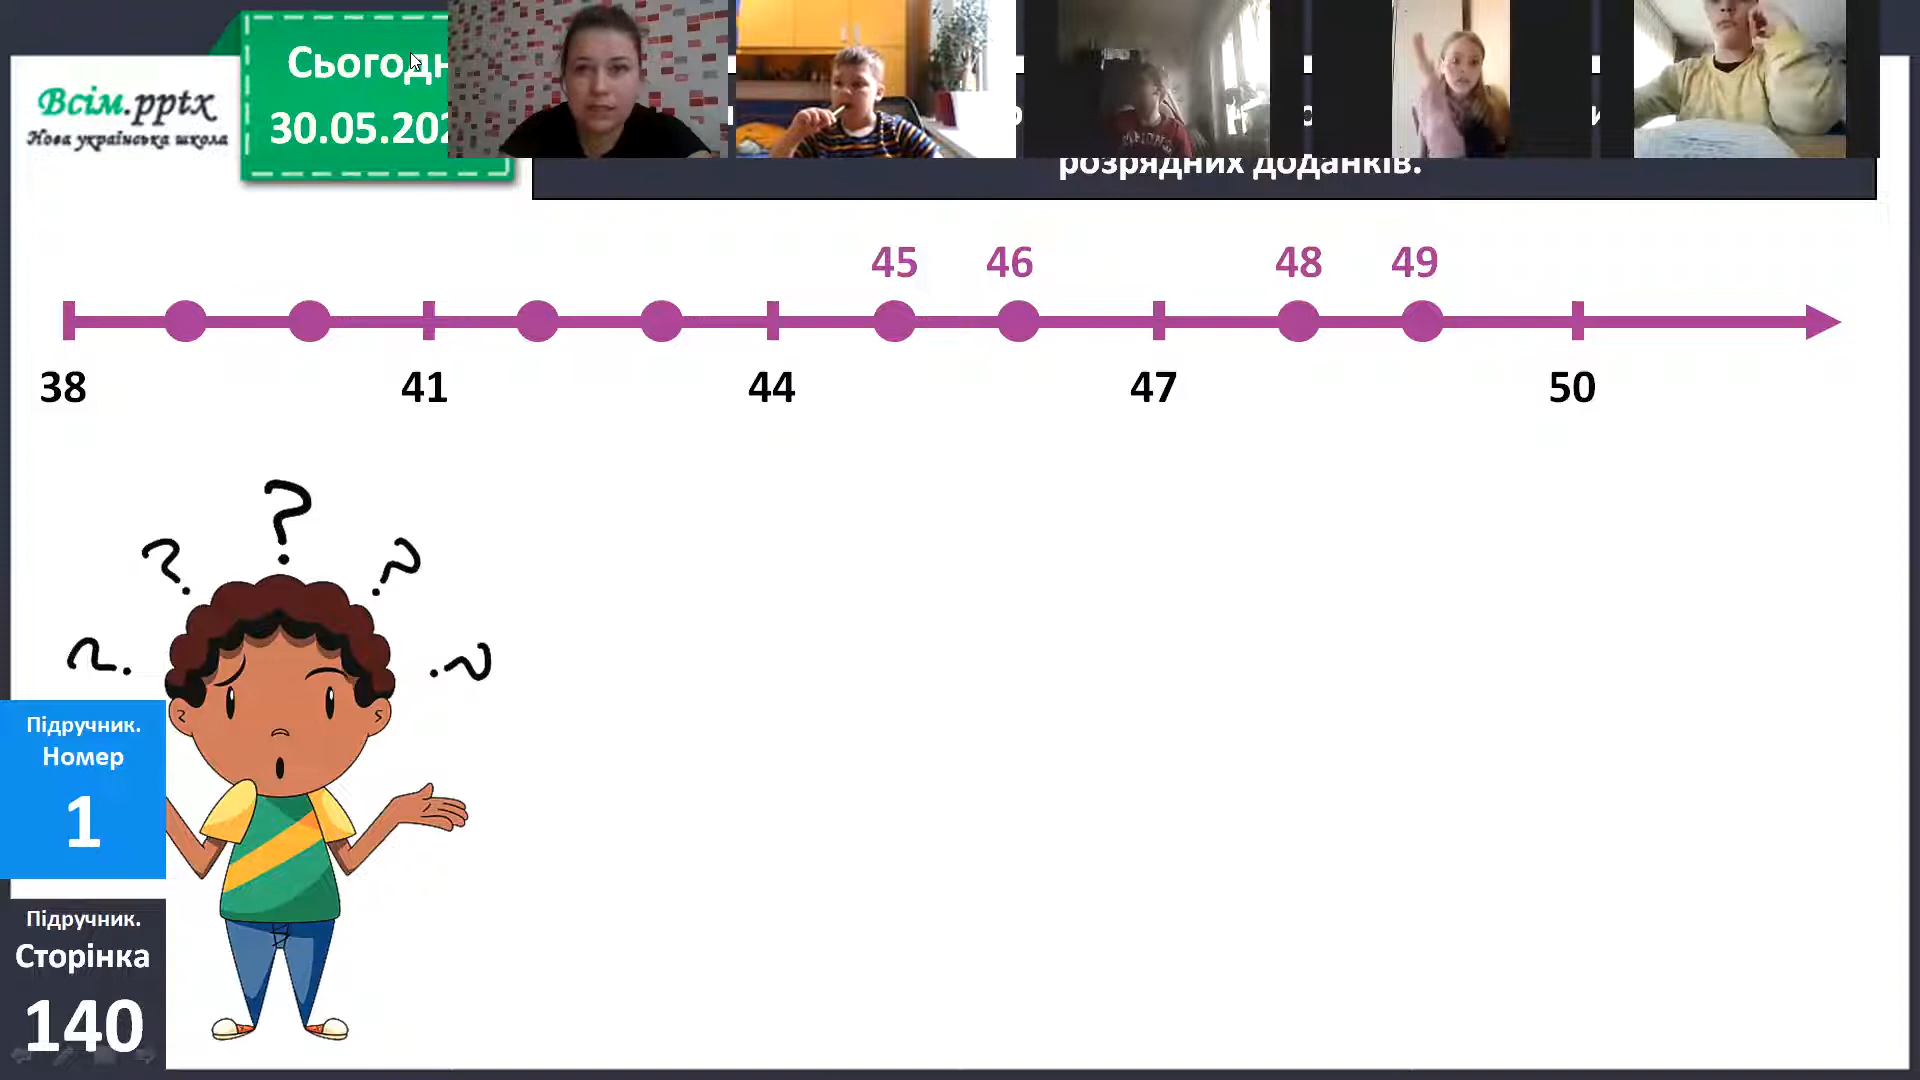 Всім.pptx
Нова українська школа
30.05.202
розрядних доданків.
45 46 48 49
38 41 44 47 50
?
? ?
? ?
Підручник.
Номер
1
Підручник.
Сторінка
140